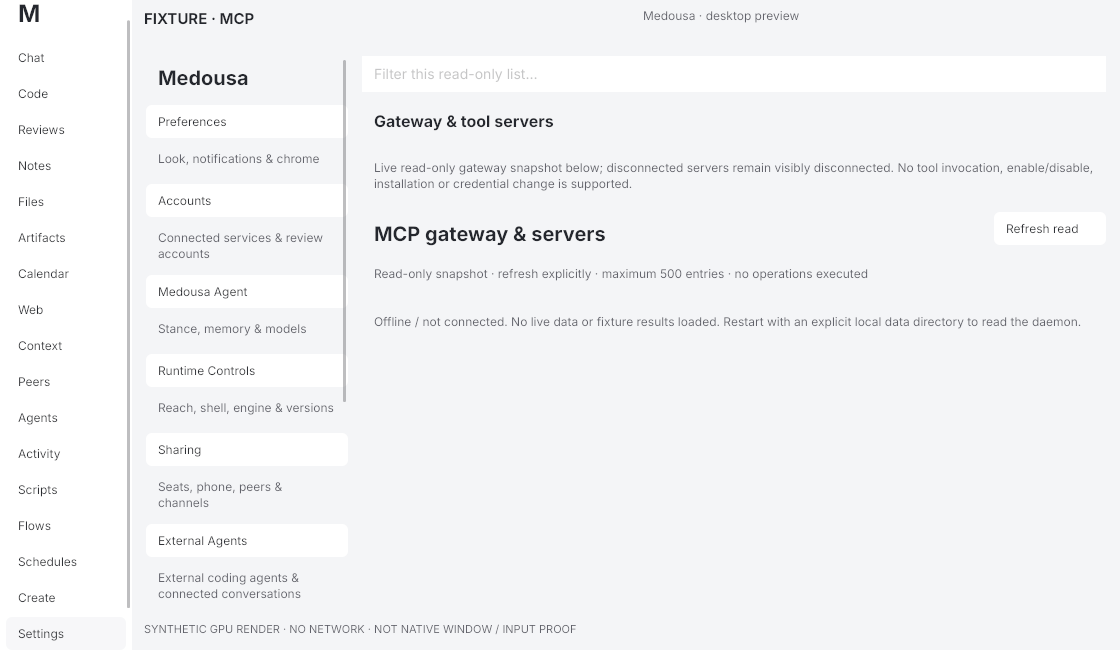 M
Chat
Code
Reviews
Notes
Files
Artifacts
Calendar
Web
Context
Peers
Agents
Activity
Scripts
Flows
Schedules
Create
Settings
FIXTURE · MCP
Medousa · desktop preview
Medousa
Preferences
Look, notifications & chrome
Accounts
Connected services & review
accounts
Medousa Agent
Stance, memory & models
Runtime Controls
Reach, shell, engine & versions
Sharing
Seats, phone, peers &
channels
External Agents
External coding agents &
connected conversations
Filter this read-only list...
Gateway & tool servers
Live read-only gateway snapshot below; disconnected servers remain visibly disconnected. No tool invocation, enable/disable,
installation or credential change is supported.
MCP gateway & servers
Refresh read
Read-only snapshot · refresh explicitly · maximum 500 entries · no operations executed
Offline / not connected. No live data or fixture results loaded. Restart with an explicit local data directory to read the daemon.
SYNTHETIC GPU RENDER · NO NETWORK · NOT NATIVE WINDOW / INPUT PROOF